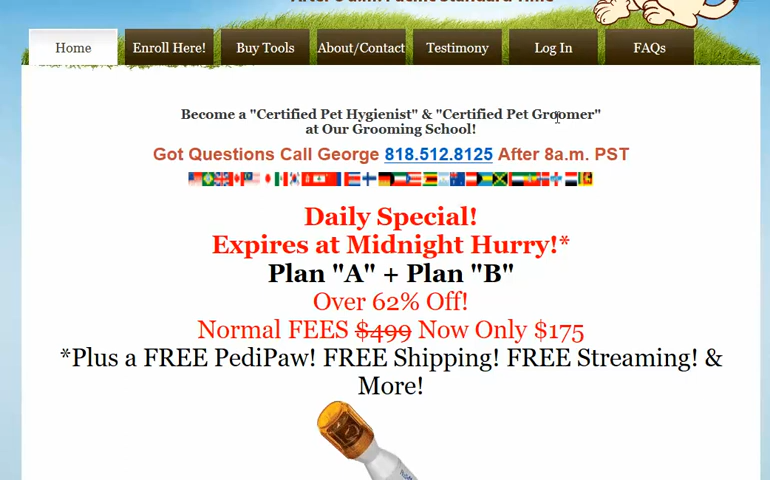 Home Enroll Here! Buy Tools About/Contact Testimony Log In FAQs
Become a "Certified Pet Hygienist" & "Certified Pet Groomer"
at Our Grooming School!
Got Questions Call George 818.512.8125 After 8a.m. PST
Daily Special!
Expires at Midnight Hurry!*
Plan "A" + Plan "B"
Over 62% Off!
Normal FEES $499 Now Only $175
*Plus a FREE PediPaw! FREE Shipping! FREE Streaming! &
More!